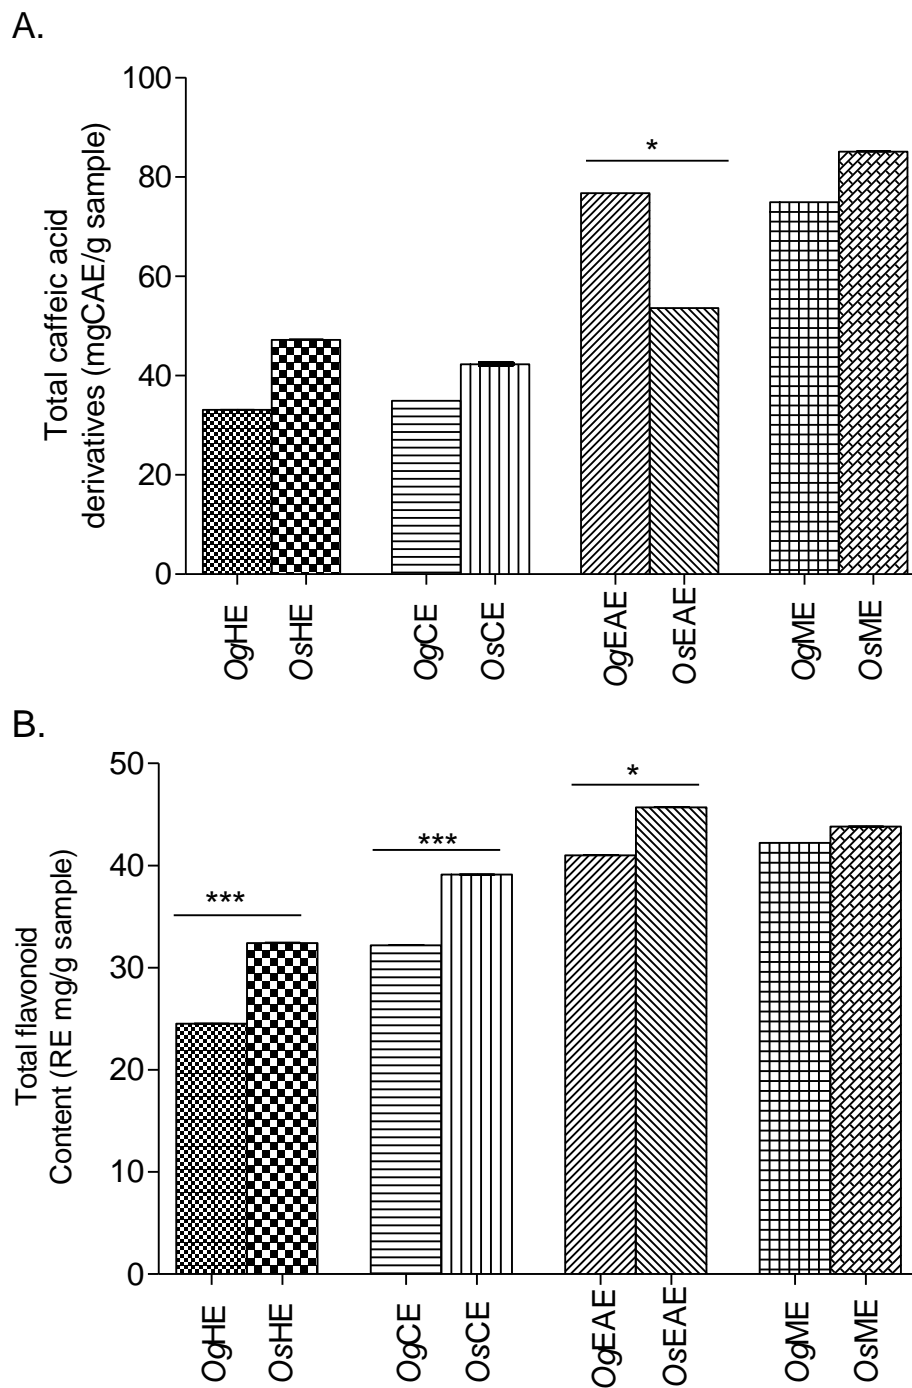 A.
Total caffeic acid
derivatives (mgCAE/g sample)
100
80
60
40
20
0
*
OgHE
OsHE
OgCE
OsCE
OgEAE
OsEAE
OgME
OsME
B.
Total flavonoid
Content (RE mg/g sample)
50
40
30
20
10
0
***
***
*
OgHE
OsHE
OgCE
OsCE
OgEAE
OsEAE
OgME
OsME